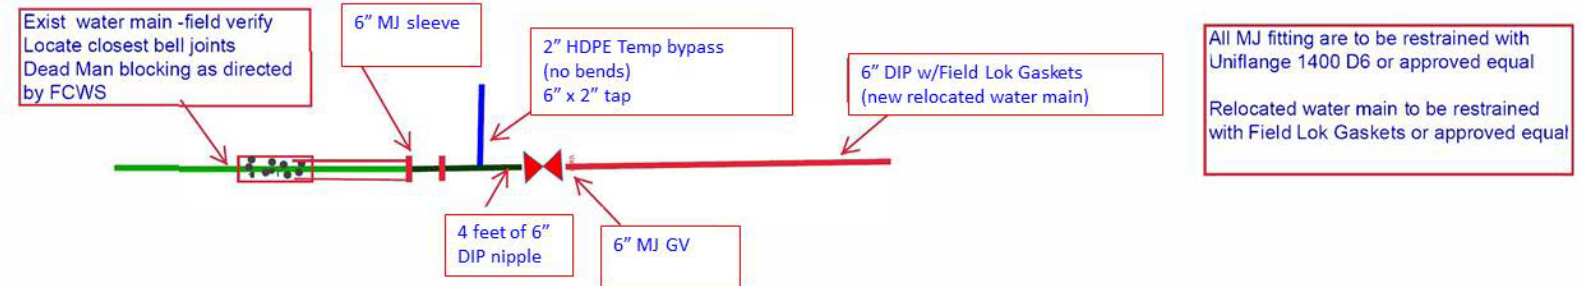 Exist water main -field verify
Locate closest bell joints
Dead Man blocking as directed
by FCWS
6” MJ sleeve
2” HDPE Temp bypass
(no bends)
6” x 2” tap
6” DIP w/Field Lok Gaskets
(new relocated water main)
All MJ fitting are to be restrained with
Uniflange 1400 D6 or approved equal
Relocated water main to be restrained
with Field Lok Gaskets or approved equal
4 feet of 6”
DIP nipple
6” MJ GV